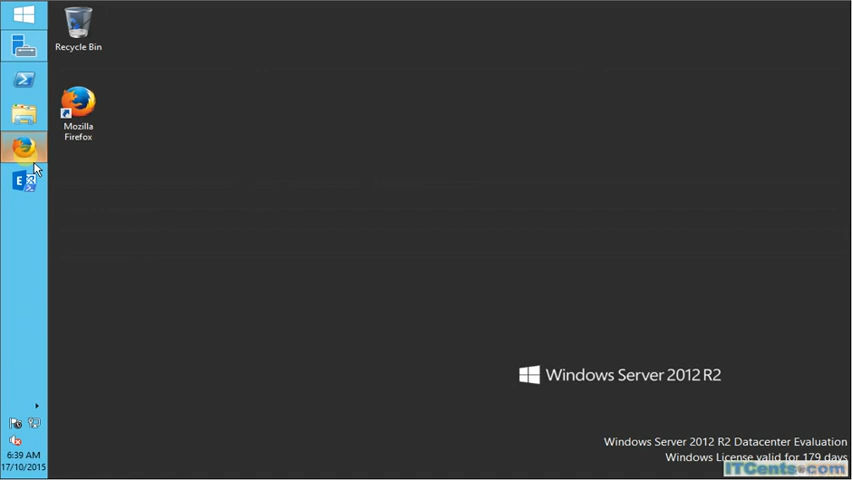 Recycle Bin
Mozilla
Firefox
E
Windows Server 2012 R2
6:39 AM
17/10/2015
Windows Server 2012 R2 Datacenter Evaluation
Windows License valid for 179 days
ITCents.com